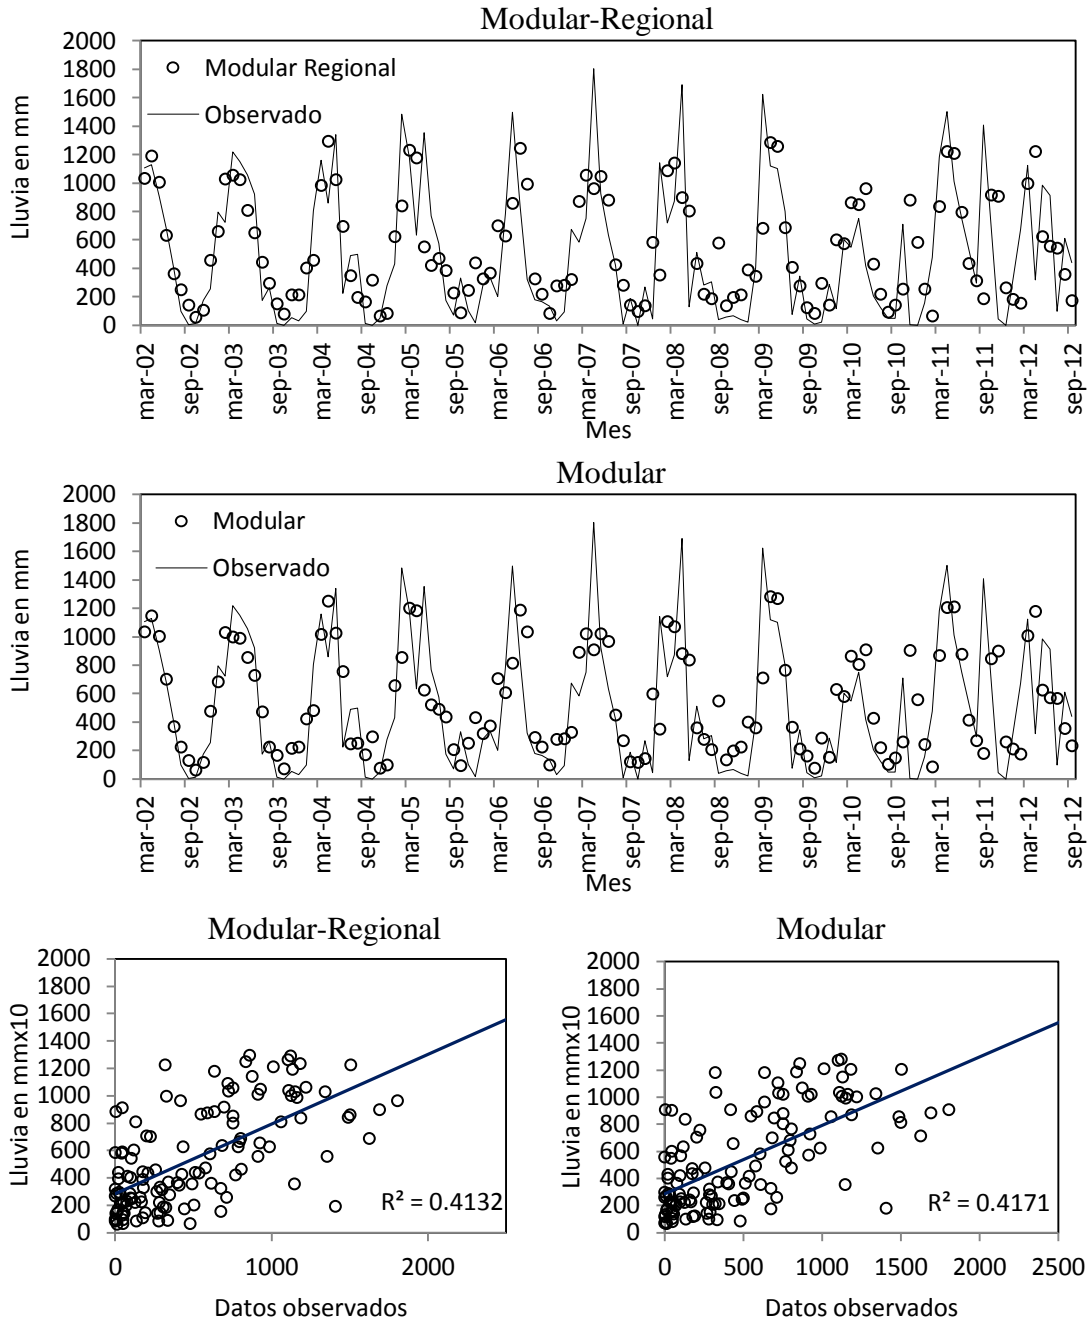 Modular-Regional
2000
1800
1600
1400
1200
1000
800
600
400
200
0
Lluvia en mm
Modular Regional
Observado
mar-02
sep-02
mar-03
sep-03
mar-04
sep-04
mar-05
sep-05
mar-06
sep-06
mar-07
sep-07
mar-08
sep-08
mar-09
sep-09
mar-10
sep-10
mar-11
sep-11
mar-12
sep-12
Mes
Modular
2000
1800
1600
1400
1200
1000
800
600
400
200
0
Lluvia en mm
Modular
Observado
mar-02
sep-02
mar-03
sep-03
mar-04
sep-04
mar-05
sep-05
mar-06
sep-06
mar-07
sep-07
mar-08
sep-08
mar-09
sep-09
mar-10
sep-10
mar-11
sep-11
mar-12
sep-12
Mes
Modular-Regional
2000
1800
1600
1400
1200
1000
800
600
400
200
0
Lluvia en mmx10
R² = 0.4132
0 1000 2000
Datos observados
Modular
2000
1800
1600
1400
1200
1000
800
600
400
200
0
Lluvia en mmx10
R² = 0.4171
0 500 1000 1500 2000 2500
Datos observados